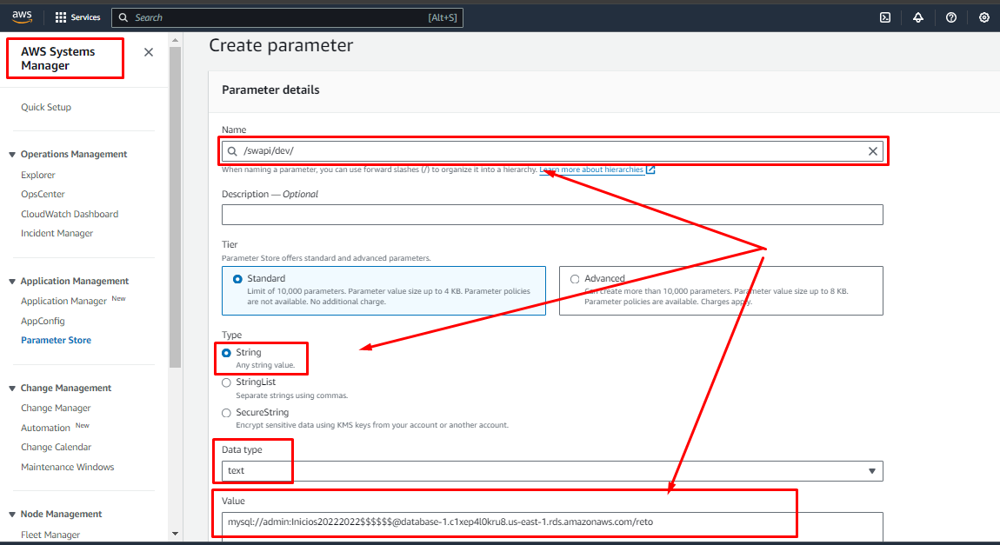 aws
Services
Search
[Alt+S]
AWS Systems
Manager
Quick Setup
Operations Management
Explorer
OpsCenter
CloudWatch Dashboard
Incident Manager
Application Management
Application Manager New
AppConfig
Parameter Store
Change Management
Change Manager
Automation New
Change Calendar
Maintenance Windows
Node Management
Fleet Manager
Create parameter
Parameter details
Name
/swapi/dev/
When naming a parameter, you can use forward slashes (/) to organize it into a hierarchy. Learn more about hierarchies
Description — Optional
Tier
Parameter Store offers standard and advanced parameters.
Standard
Limit of 10,000 parameters. Parameter value size up to 4 KB. Parameter policies
are not available. No additional charge.
Advanced
Can create more than 10,000 parameters. Parameter value size up to 8 KB.
Parameter policies are available. Charges apply.
Type
String
Any string value.
StringList
Separate strings using commas.
SecureString
Encrypt sensitive data using KMS keys from your account or another account.
Data type
text
Value
mysql://admin:Inicios20222022$$$$$$@database-1.c1xep4l0kru8.us-east-1.rds.amazonaws.com/reto